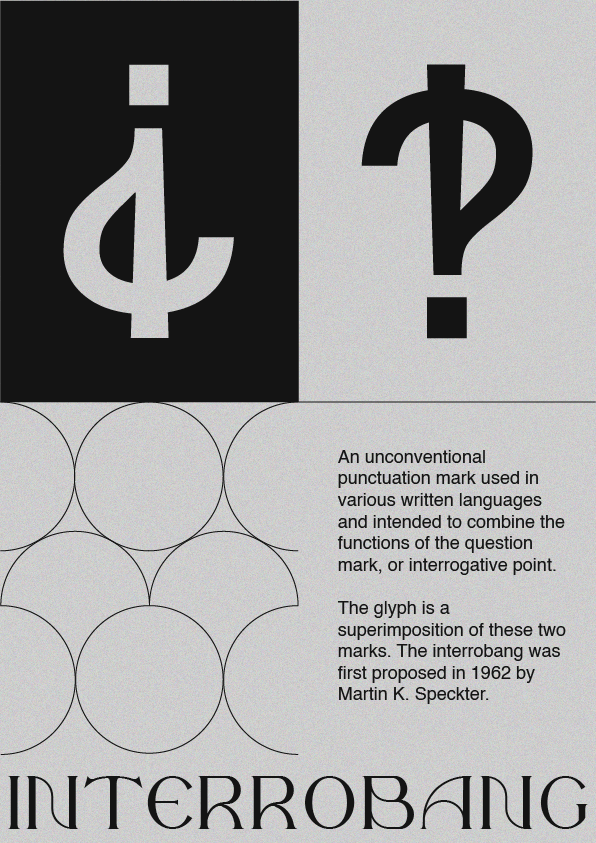 ⸘ ‽
An unconventional
punctuation mark used in
various written languages
and intended to combine the
functions of the question
mark, or interrogative point.
The glyph is a
superimposition of these two
marks. The interrobang was
first proposed in 1962 by
Martin K. Speckter.
INTERROBANG